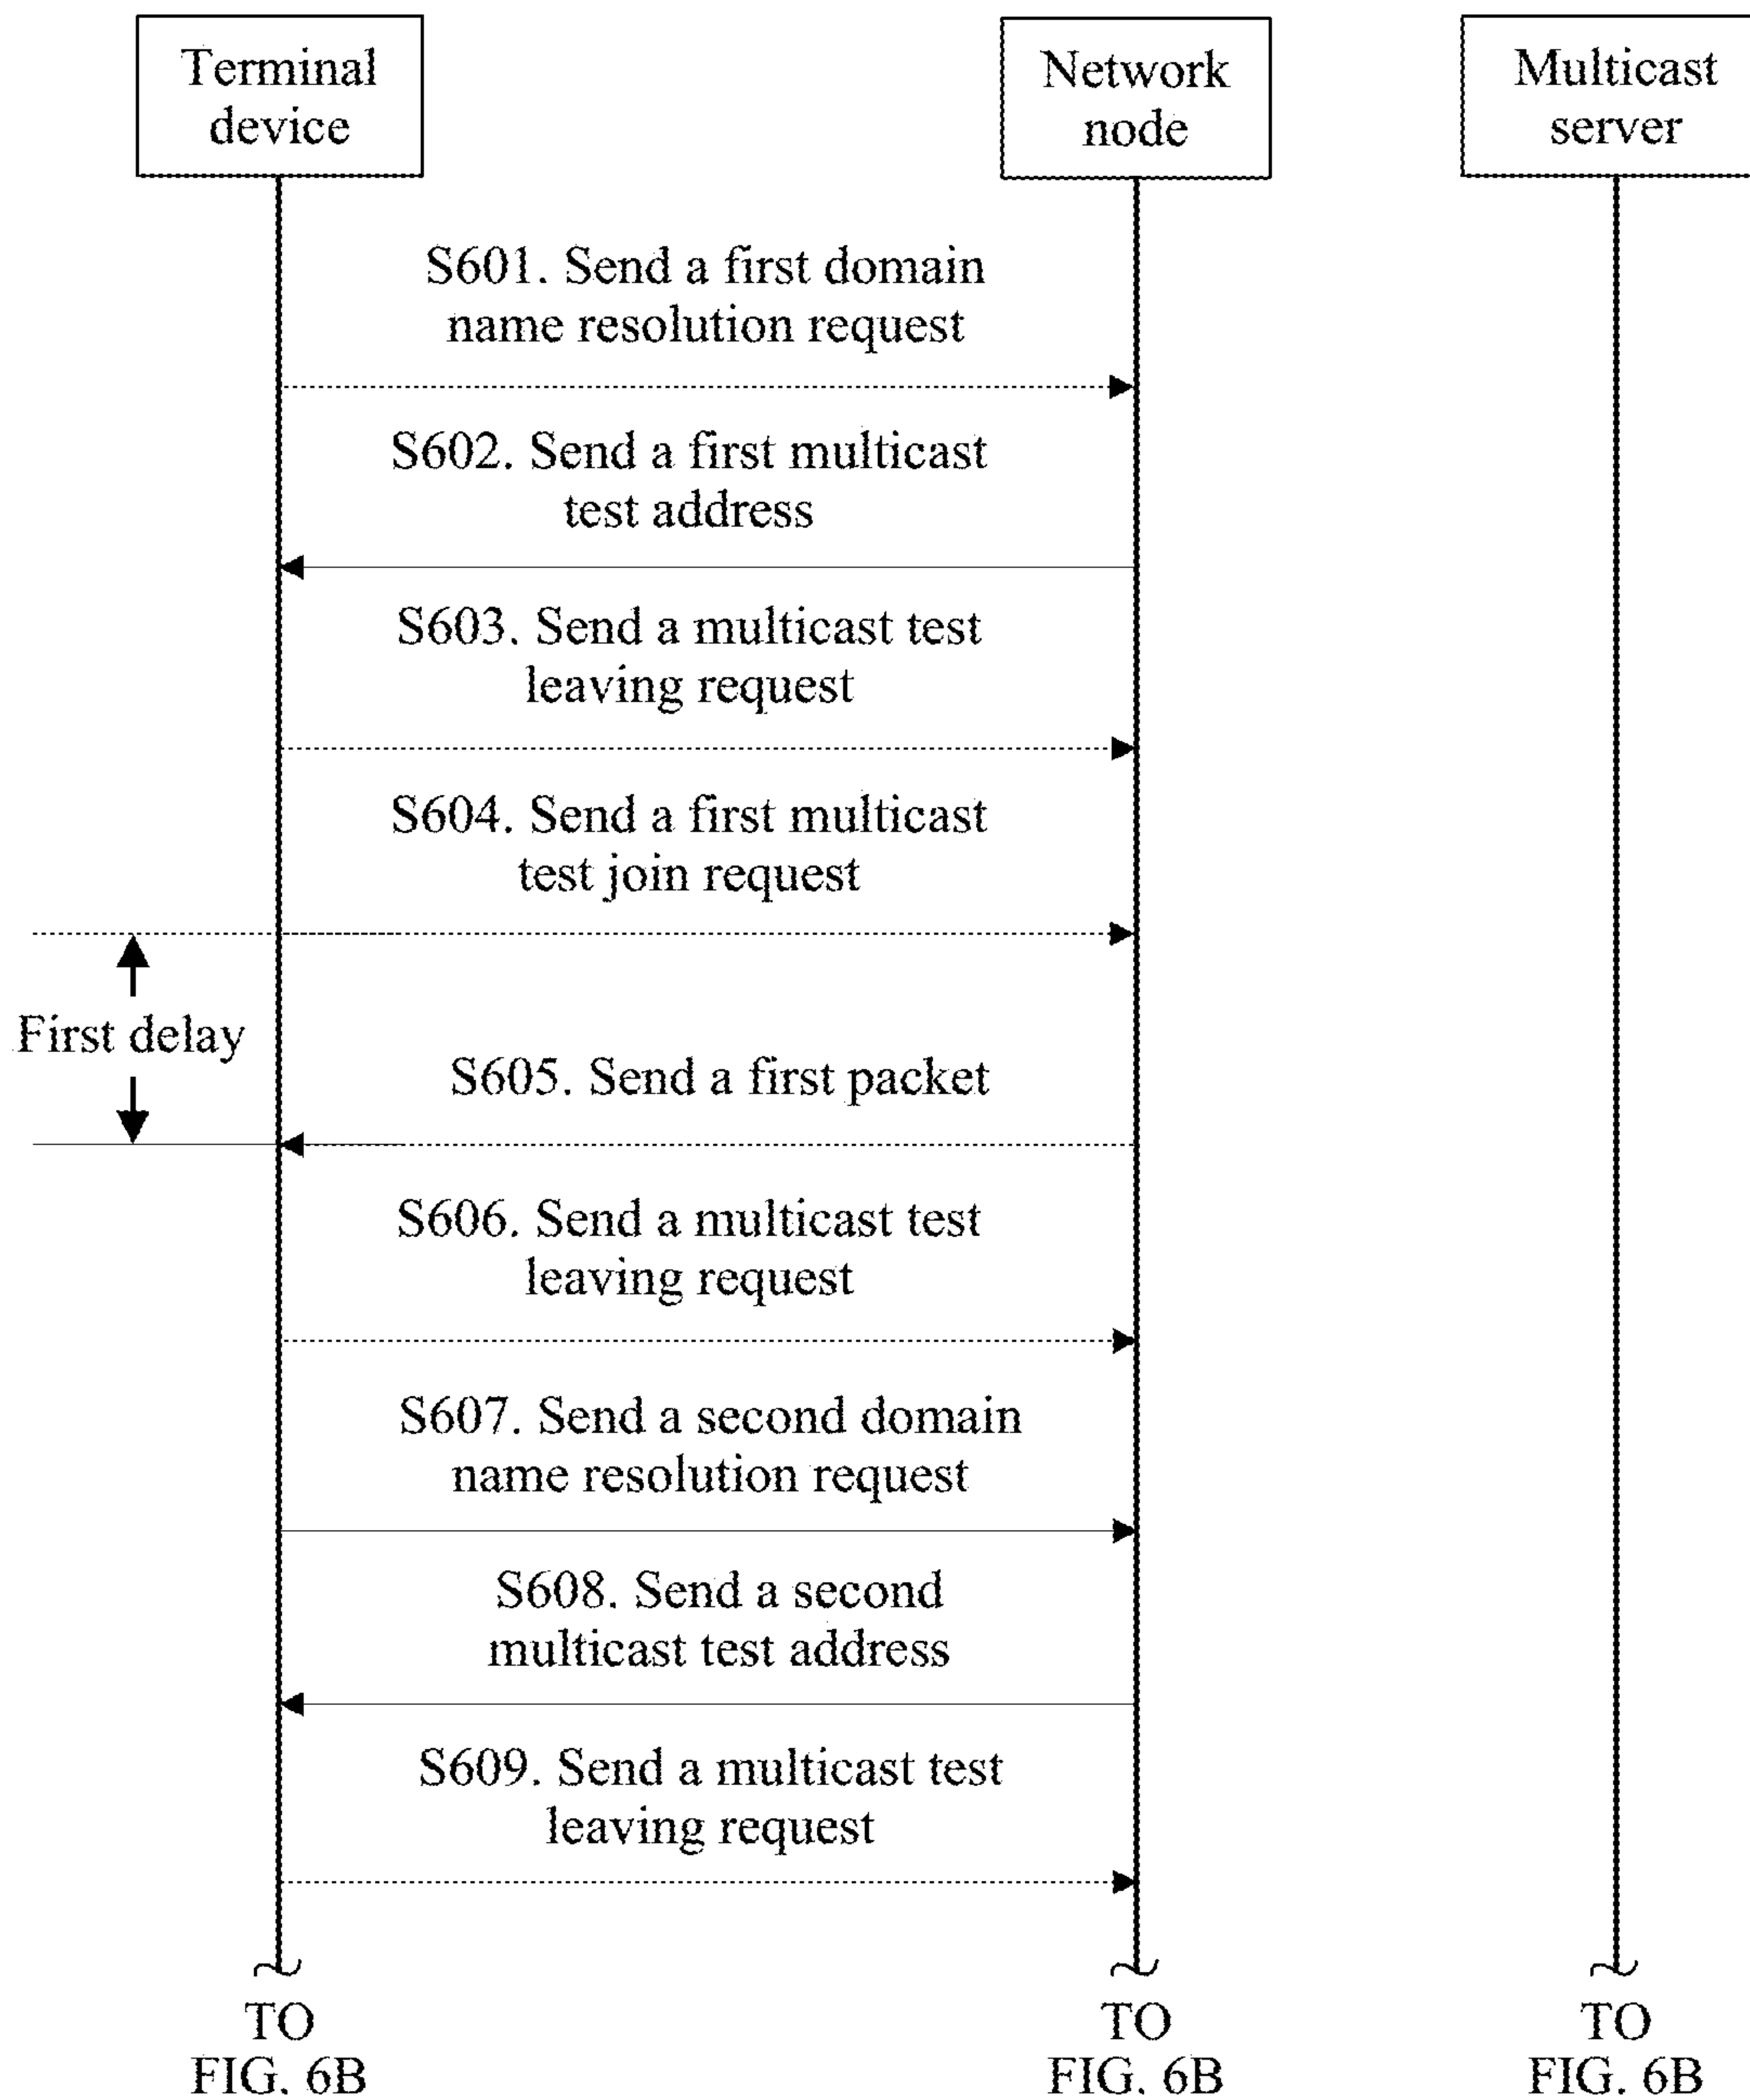 Terminal
device
Network
node
Multicast
server
S601. Send a first domain
name resolution request
S602. Send a first multicast
test address
S603. Send a multicast test
leaving request
S604. Send a first multicast
test join request
First delay
S605. Send a first packet
S606. Send a multicast test
leaving request
S607. Send a second domain
name resolution request
S608. Send a second
multicast test address
S609. Send a multicast test
leaving request
TO
FIG. 6B
TO
FIG. 6B
TO
FIG. 6B